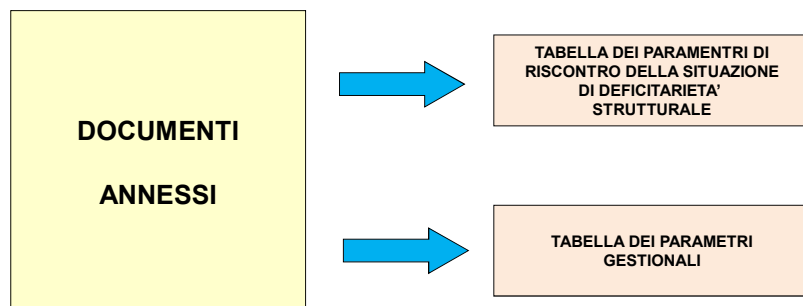 DOCUMENTI
ANNESSI
TABELLA DEI PARAMENTRI DI
RISCONTRO DELLA SITUAZIONE
DI DEFICITARIETA'
STRUTTURALE
TABELLA DEI PARAMETRI
GESTIONALI